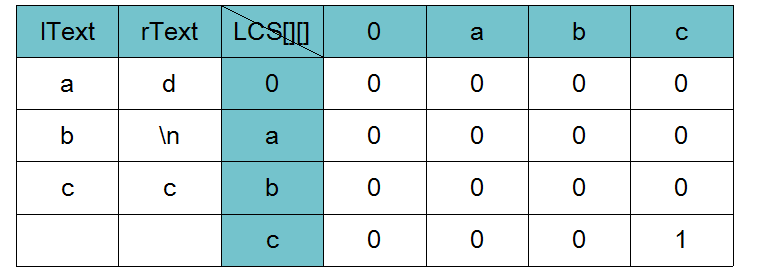 lText rText LCS[][] 0 a b c
a d 0 0 0 0 0
b \n a 0 0 0 0
c c b 0 0 0 0
c 0 0 0 1